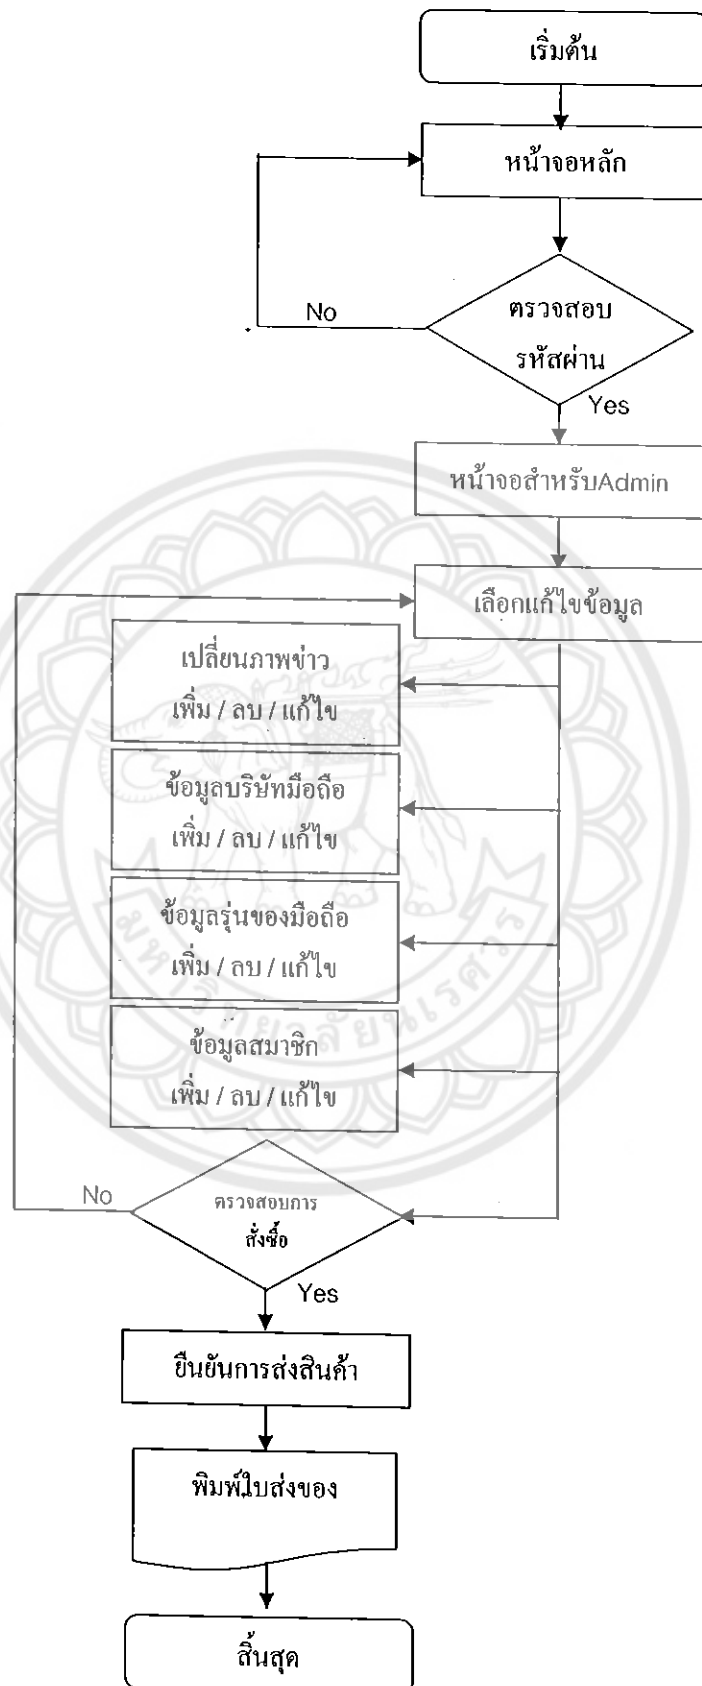 เริ่มต้น
หน้าจอหลัก
No
ตรวจสอบ
รหัสผ่าน
Yes
หน้าจอสำหรับAdmin
เลือกแก้ไขข้อมูล
เปลี่ยนภาพข่าว
เพิ่ม / ลบ / แก้ไข
ข้อมูลบริษัทมือถือ
เพิ่ม / ลบ / แก้ไข
ข้อมูลรุ่นของมือถือ
เพิ่ม / ลบ / แก้ไข
ข้อมูลสมาชิก
เพิ่ม / ลบ / แก้ไข
No
ตรวจสอบการ
สั่งซื้อ
Yes
ยืนยันการส่งสินค้า
พิมพ์ใบส่งของ
สิ้นสุด